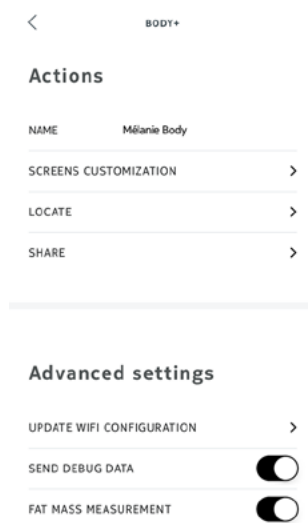 BODY+
Actions
NAME Mélanie Body
SCREENS CUSTOMIZATION
LOCATE
SHARE
Advanced settings
UPDATE WIFI CONFIGURATION
SEND DEBUG DATA
FAT MASS MEASUREMENT